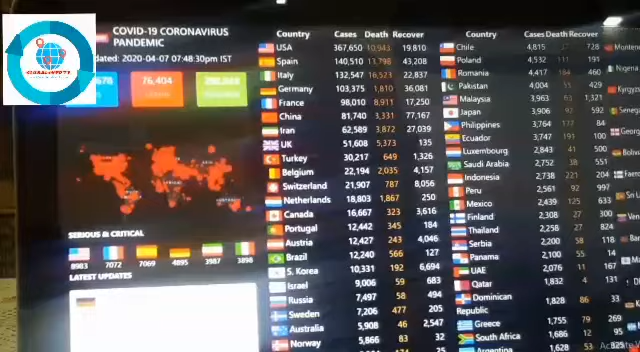 COVID-19 CORONAVIRUS
PANDEMIC
dated: 2020-04-07 07:48:30pm IST
678 76,404
SERIOUS & CRITICAL
8983 7072 7069 4895 3987 3898
LATEST UPDATES
Country Cases Death Recover
USA 367,650 10,943 19,810
Spain 140,510 13,798 43,208
Italy 132,547 16,523 22,837
Germany 103,375 1,810 36,081
France 98,010 8,911 17,250
China 81,740 3,331 77,167
Iran 62,589 3,872 27,039
UK 51,608 5,373 135
Turkey 30,217 649 1,326
Belgium 22,194 2,035 4,157
Switzerland 21,907 787 8,056
Netherlands 18,803 1,867 250
Canada 16,667 323 3,616
Portugal 12,442 345 184
Austria 12,427 243 4,046
Brazil 12,240 566 127
S. Korea 10,331 192 6,694
Israel 9,006 59 683
Russia 7,497 58 494
Sweden 7,206 477 205
Australia 5,908 46 2,547
Norway 5,866 83 32
Country Cases Death Recover
Chile 4,815 37 728
Poland 4,532 111 191
Romania 4,417 184 460
Pakistan 4,004 55 429
Malaysia 3,963 63 1,321
Japan 3,906 92 592
Philippines 3,764 177 84
Ecuador 3,747 191 100
Luxembourg 2,843 41 500
Saudi Arabia 2,752 38 551
Indonesia 2,738 221 204
Peru 2,561 92 997
Mexico 2,439 125 633
Finland 2,308 27 300
Thailand 2,258 27 824
Serbia 2,200 58 118
Panama 2,100 55 14
UAE 2,076 11 167
Qatar 1,832 4 131
Dominican
Republic 1,828 86 33
Greece 1,755 79 269
South Africa 1,686 12 95
Argentina 1,628 53 325